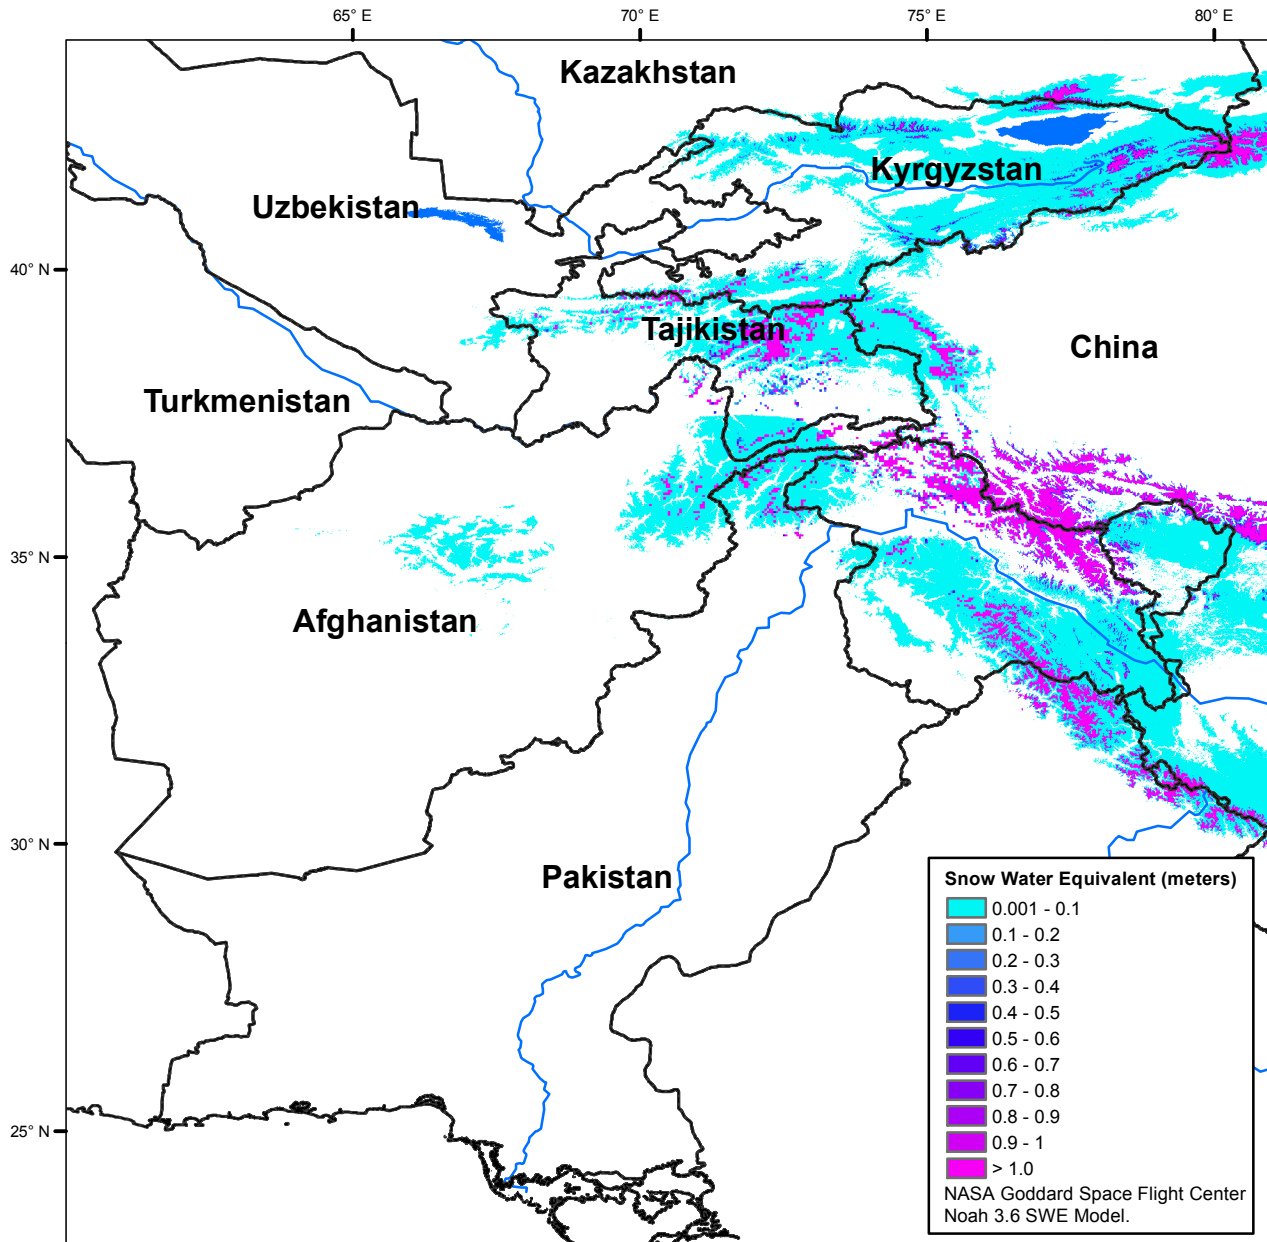 65° E
70° E
75° E
80° E
Kazakhstan
Kyrgyzstan
Uzbekistan
40° N
Tajikistan
China
Turkmenistan
35° N
Afghanistan
30° N
Pakistan
25° N
Snow Water Equivalent (meters)
0.001 - 0.1
0.1 - 0.2
0.2 - 0.3
0.3 - 0.4
0.4 - 0.5
0.5 - 0.6
0.6 - 0.7
0.7 - 0.8
0.8 - 0.9
0.9 - 1
> 1.0
NASA Goddard Space Flight Center
Noah 3.6 SWE Model.